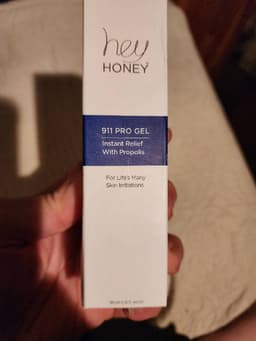 hey
HONEY
911 PRO GEL
Instant Relief
With Propolis
For Life's Many
Skin Irritations